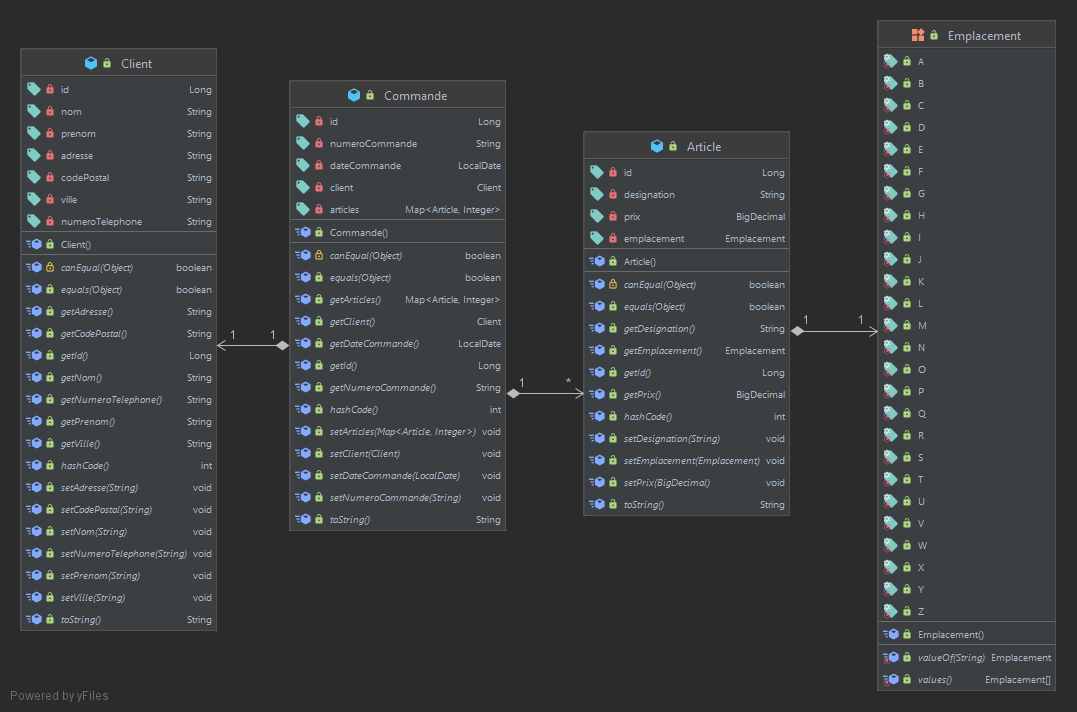 Client
id Long
nom String
prenom String
adresse String
codePostal String
ville String
numeroTelephone String
Client()
canEqual(Object) boolean
equals(Object) boolean
getAdresse() String
getCodePostal() String
getId() Long
getNom() String
getNumeroTelephone() String
getPrenom() String
getVille() String
hashCode() int
setAdresse(String) void
setCodePostal(String) void
setNom(String) void
setNumeroTelephone(String) void
setPrenom(String) void
setVille(String) void
toString() String
1 1
Commande
id Long
numeroCommande String
dateCommande LocalDate
client Client
articles Map<Article, Integer>
Commande()
canEqual(Object) boolean
equals(Object) boolean
getArticles() Map<Article, Integer>
getClient() Client
getDateCommande() LocalDate
getId() Long
getNumeroCommande() String
hashCode() int
setArticles(Map<Article, Integer>) void
setClient(Client) void
setDateCommande(LocalDate) void
setNumeroCommande(String) void
toString() String
1 *
Article
id Long
designation String
prix BigDecimal
emplacement Emplacement
Article()
canEqual(Object) boolean
equals(Object) boolean
getDesignation() String
getEmplacement() Emplacement
getId() Long
getPrix() BigDecimal
hashCode() int
setDesignation(String) void
setEmplacement(Emplacement) void
setPrix(BigDecimal) void
toString() String
1 1
Emplacement
A
B
C
D
E
F
G
H
I
J
K
L
M
N
O
P
Q
R
S
T
U
V
W
X
Y
Z
Emplacement()
valueOf(String) Emplacement
values() Emplacement[]
Powered by yFiles